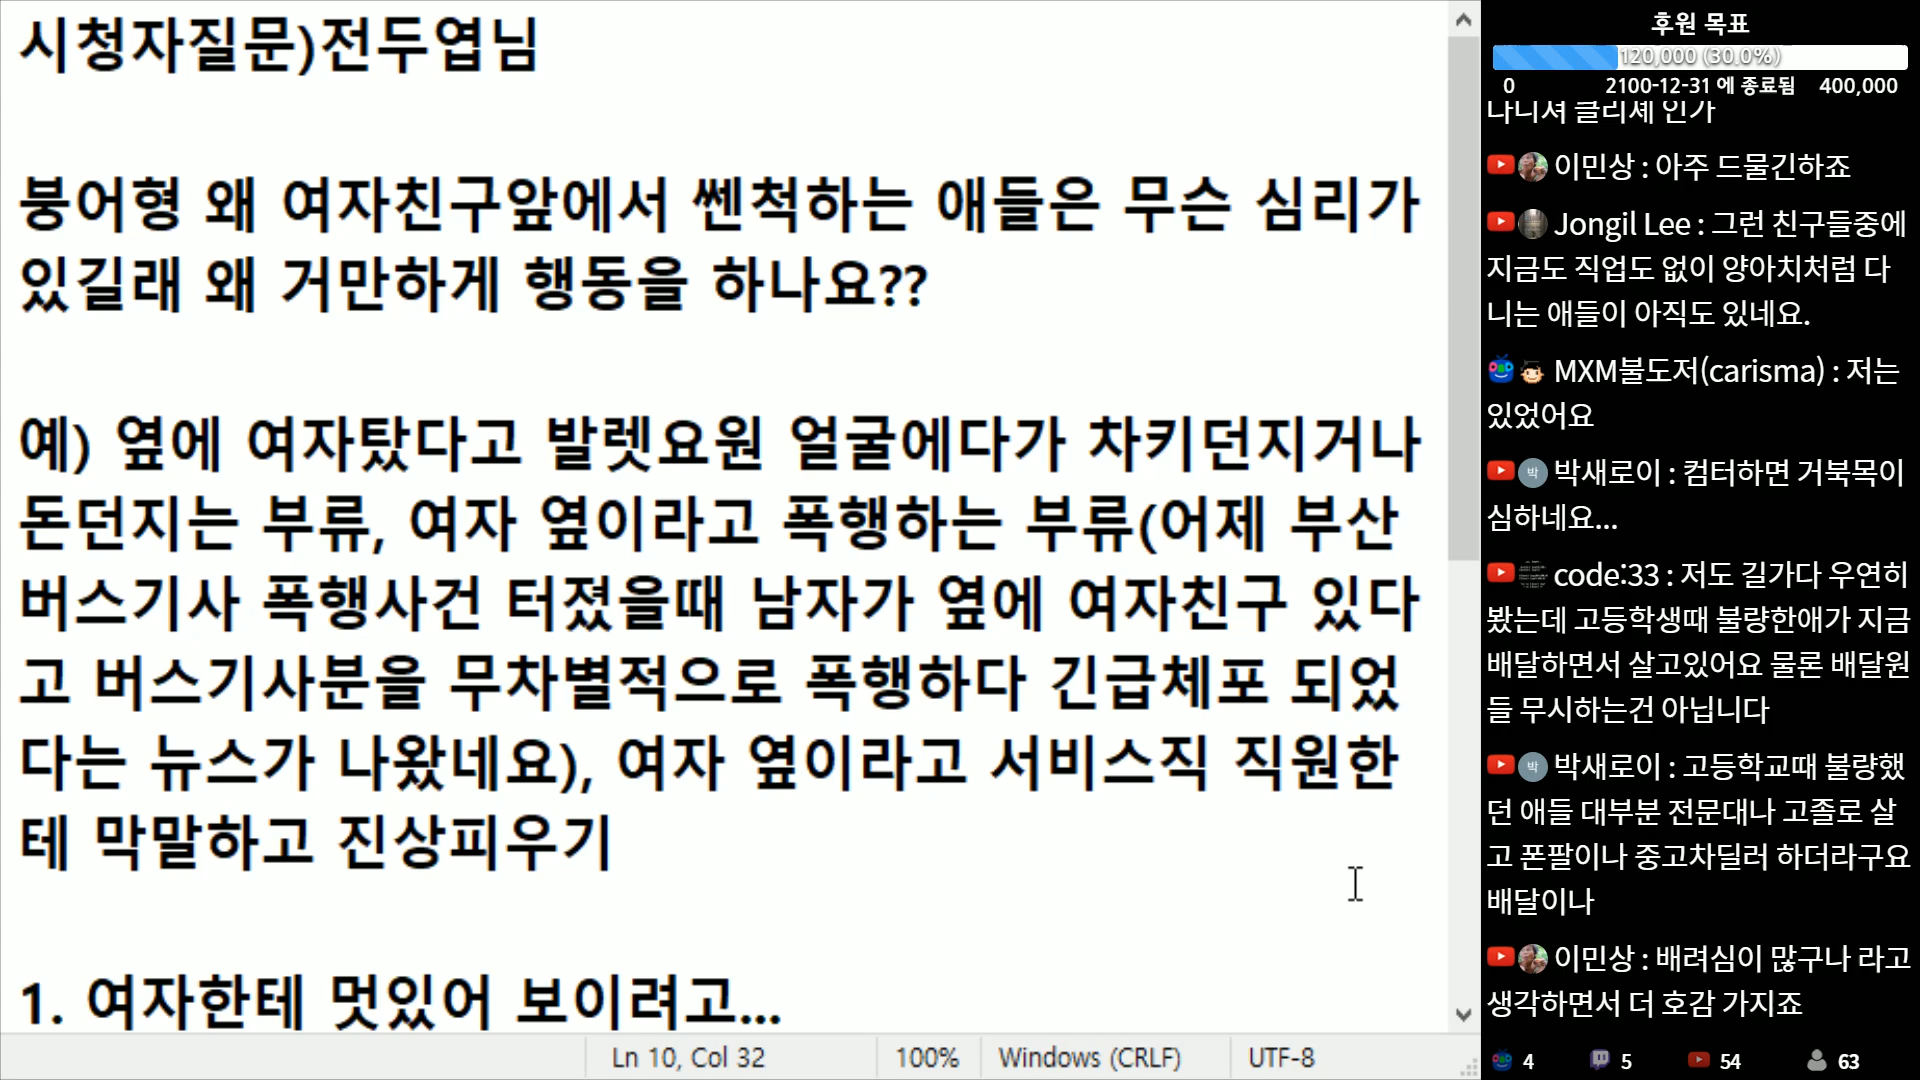 시청자질문)전두엽님
붕어형 왜 여자친구앞에서 쎈척하는 애들은 무슨 심리가
있길래 왜 거만하게 행동을 하나요??
예) 옆에 여자탔다고 발렛요원 얼굴에다가 차키던지거나
돈던지는 부류, 여자 옆이라고 폭행하는 부류(어제 부산
버스기사 폭행사건 터졌을때 남자가 옆에 여자친구 있다
고 버스기사분을 무차별적으로 폭행하다 긴급체포 되었
다는 뉴스가 나왔네요), 여자 옆이라고 서비스직 직원한
테 막말하고 진상피우기
1. 여자한테 멋있어 보이려고...
Ln 10, Col 32
100%
Windows (CRLF)
UTF-8
후원 목표
120,000 (30.0%)
0
2100-12-31 에 종료됨
400,000
나니셔 클리셰 인가
이민상 : 아주 드물긴하죠
Jongil Lee : 그런 친구들중에
지금도 직업도 없이 양아치처럼 다
니는 애들이 아직도 있네요.
MXM불도저(carisma) : 저는
있었어요
박 박새로이 : 컴터하면 거북목이
심하네요...
code:33 : 저도 길가다 우연히
봤는데 고등학생때 불량한애가 지금
배달하면서 살고있어요 물론 배달원
들 무시하는건 아닙니다
박 박새로이 : 고등학교때 불량했
던 애들 대부분 전문대나 고졸로 살
고 폰팔이나 중고차딜러 하더라구요
배달이나
이민상 : 배려심이 많구나 라고
생각하면서 더 호감 가지죠
4
5
54
63